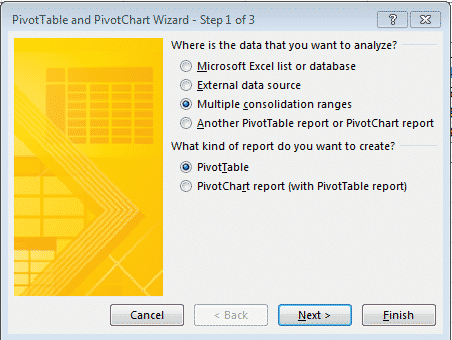 PivotTable and PivotChart Wizard - Step 1 of 3
Where is the data that you want to analyze?
Microsoft Excel list or database
External data source
Multiple consolidation ranges
Another PivotTable report or PivotChart report
What kind of report do you want to create?
PivotTable
PivotChart report (with PivotTable report)
Cancel < Back Next > Finish